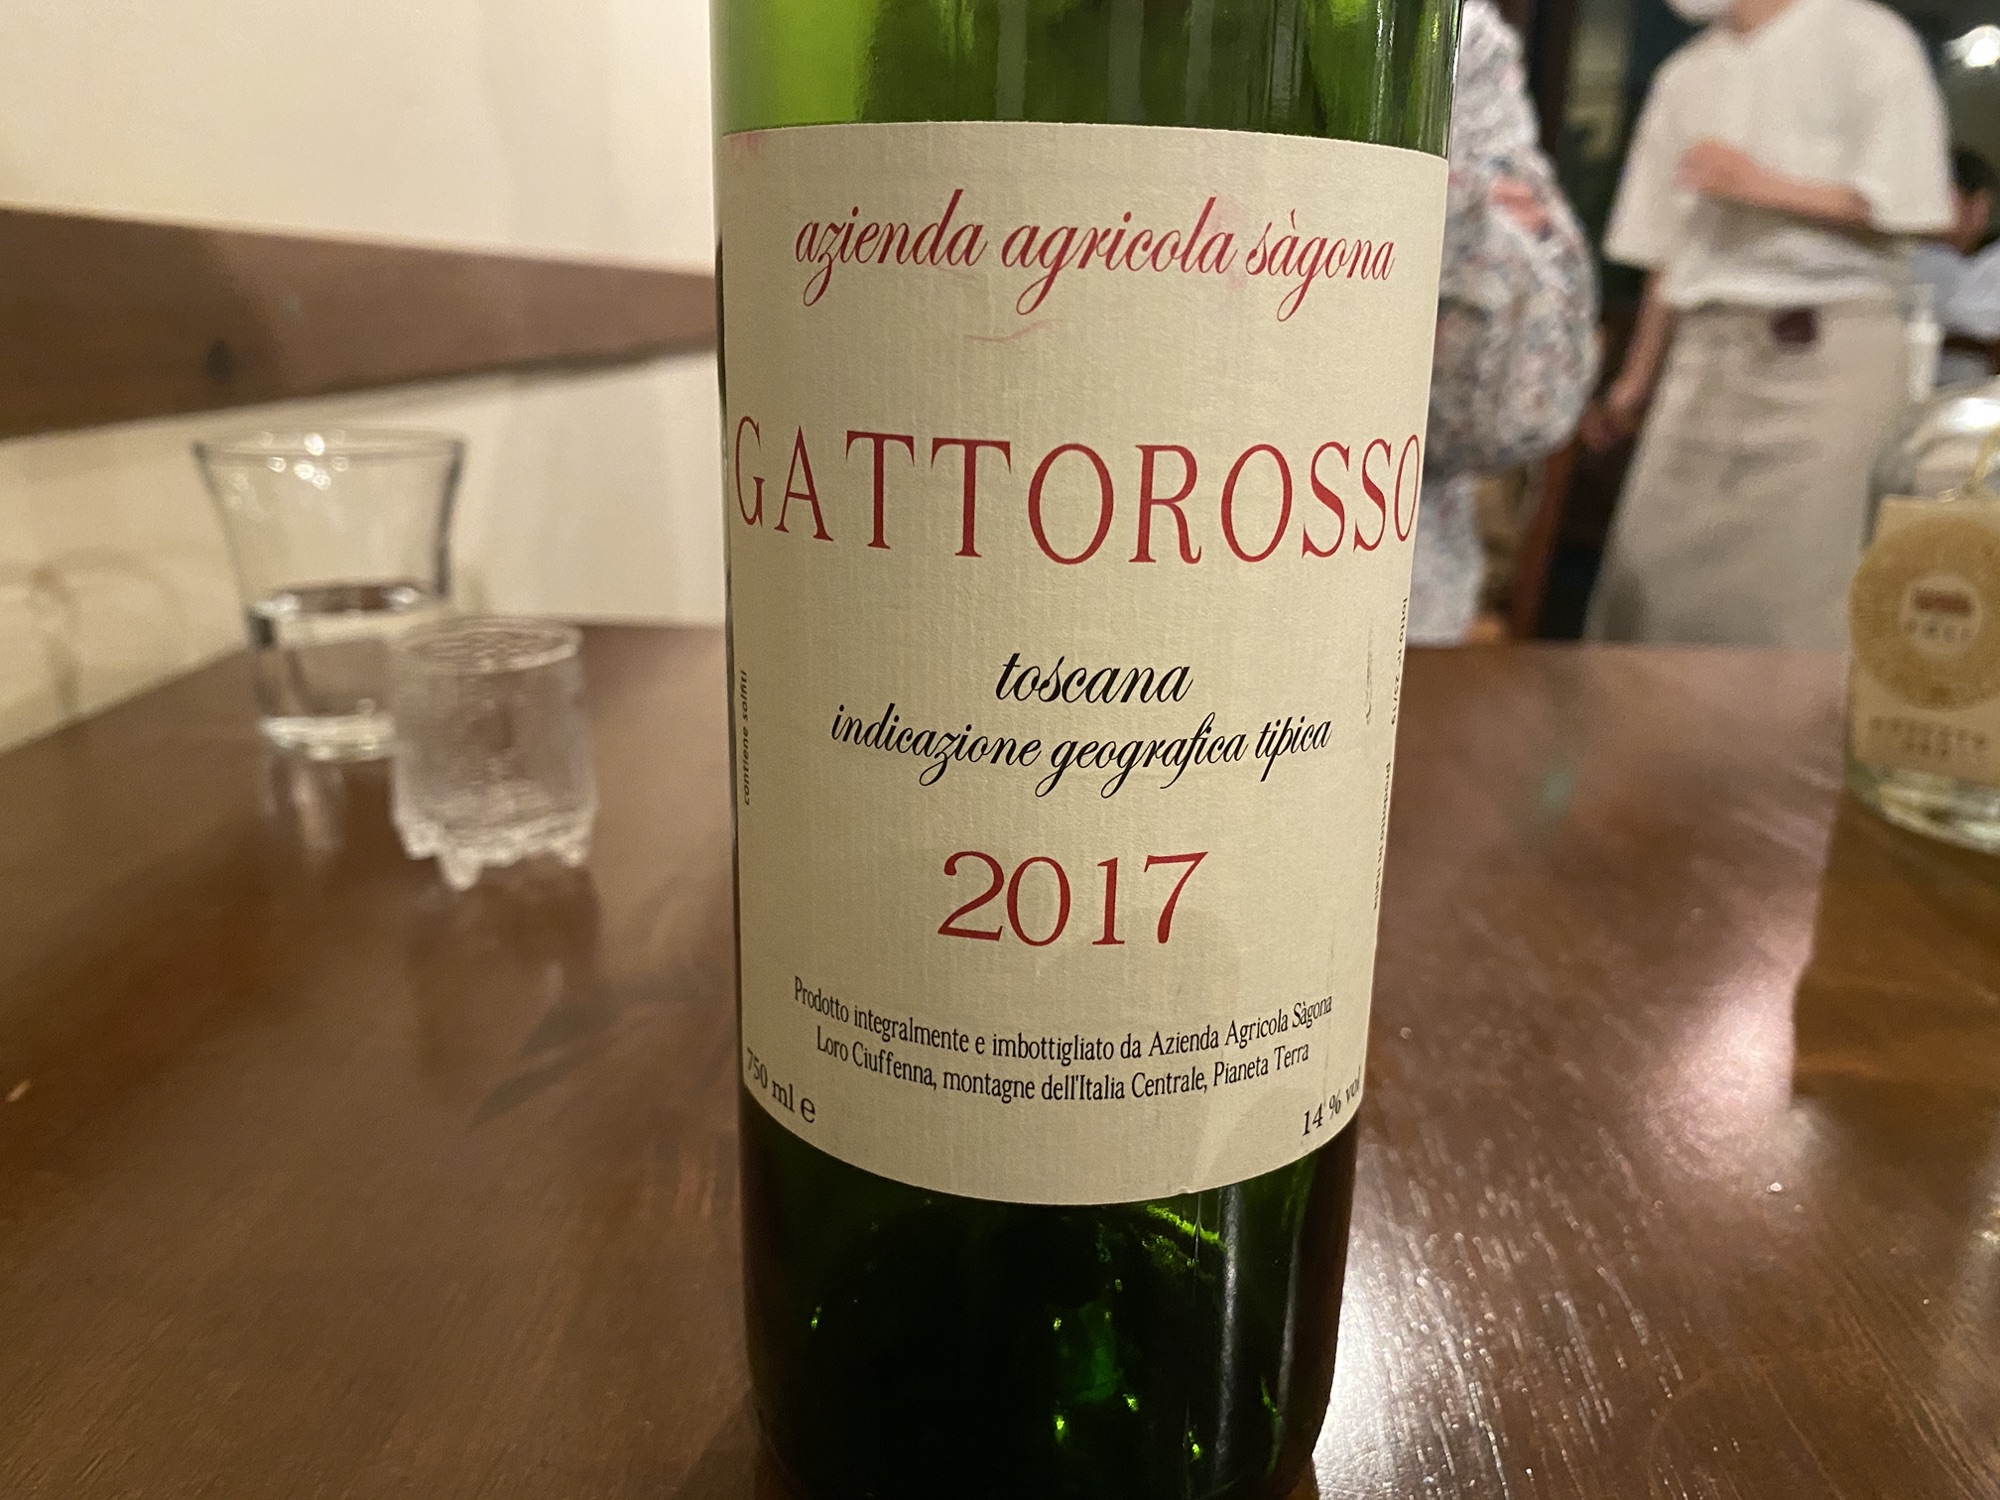 azienda agricola sàgona
GATTOROSSO
toscana
indicazione geografica tipica
2017
Prodotto integralmente e imbottigliato da Azienda Agricola Sàgona
Loro Ciuffenna, montagne dell'Italia Centrale, Pianeta Terra
750 ml e
14 % vol
contiene solfiti